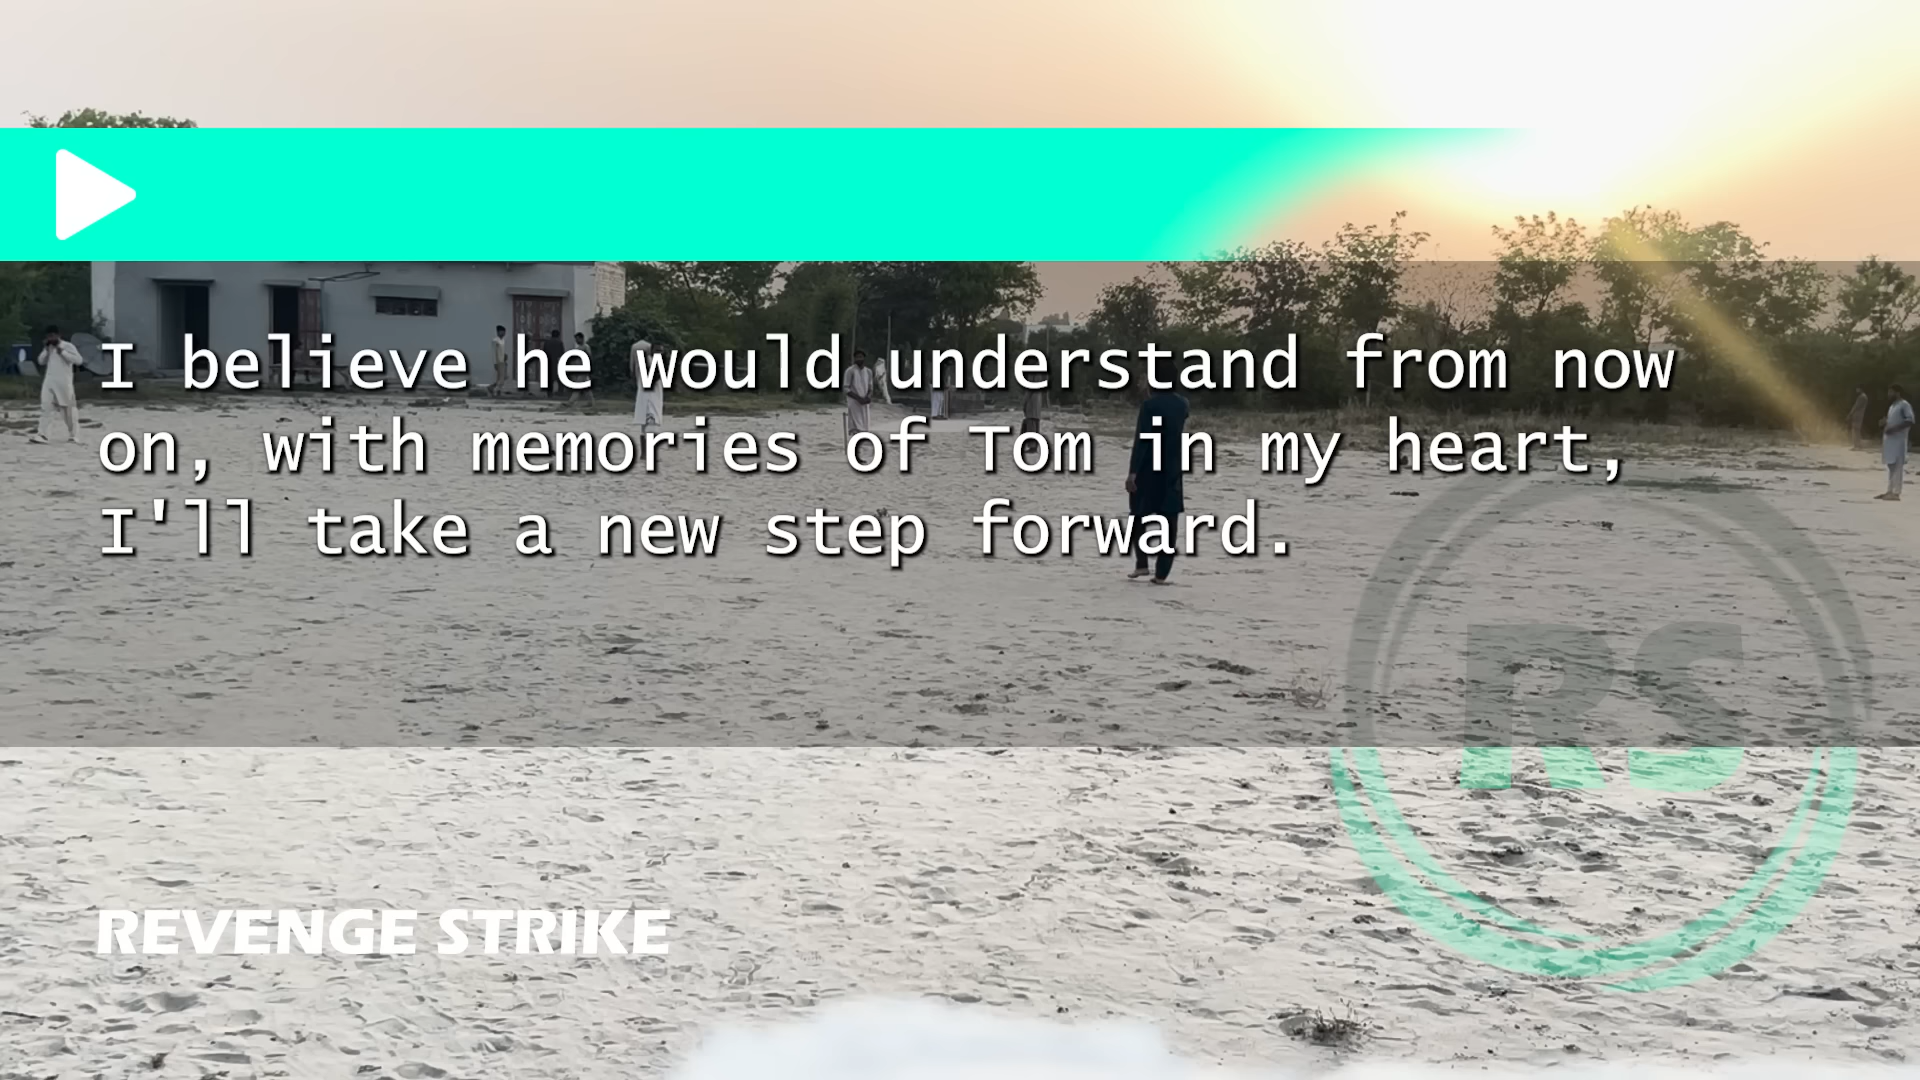 I believe he would understand from now
on, with memories of Tom in my heart,
I'll take a new step forward.
RS
REVENGE STRIKE